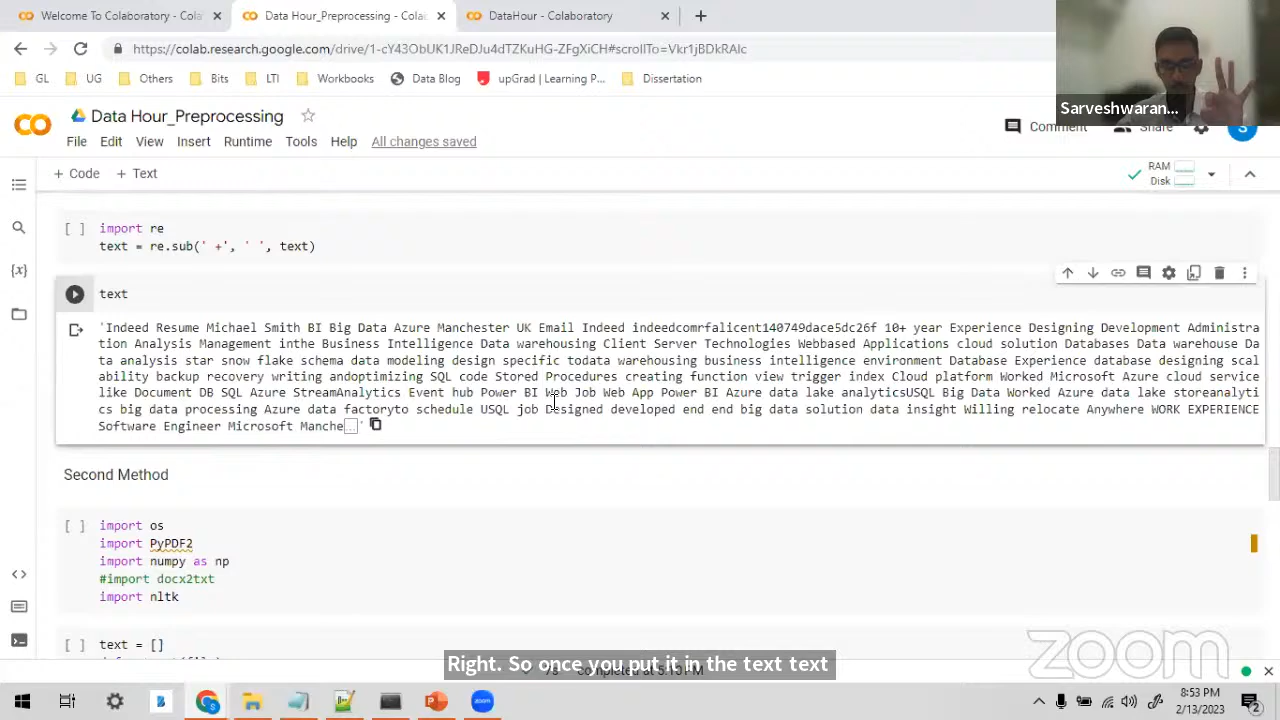 Welcome To Colaboratory - Colab
Data Hour_Preprocessing - Colab
DataHour - Colaboratory
https://colab.research.google.com/drive/1-cY43ObUK1JReDJu4dTZKuHG-ZFgXiCH#scrollTo=Vkr1jBDkRAlc
GL
UG
Others
Bits
LTI
Workbooks
Data Blog
upGrad | Learning P...
Dissertation
Sarveshwaran...
Data Hour_Preprocessing
File Edit View Insert Runtime Tools Help All changes saved
Comment
Share
S
+ Code + Text
RAM
Disk
[ ] import re
text = re.sub(' +', ' ', text)
text
'Indeed Resume Michael Smith BI Big Data Azure Manchester UK Email Indeed indeedcomrfalicent140749dace5dc26f 10+ year Experience Designing Development Administra
tion Analysis Management inthe Business Intelligence Data warehousing Client Server Technologies Webbased Applications cloud solution Databases Data warehouse Da
ta analysis star snow flake schema data modeling design specific todata warehousing business intelligence environment Database Experience database designing scal
ability backup recovery writing andoptimizing SQL code Stored Procedures creating function view trigger index Cloud platform Worked Microsoft Azure cloud service
like Document DB SQL Azure StreamAnalytics Event hub Power BI Web Job Web App Power BI Azure data lake analyticsUSQL Big Data Worked Azure data lake storeanalyti
cs big data processing Azure data factoryto schedule USQL job Designed developed end end big data solution data insight Willing relocate Anywhere WORK EXPERIENCE
Software Engineer Microsoft Manche...'
Second Method
[ ] import os
import PyPDF2
import numpy as np
#import docx2txt
import nltk
[ ] text = []
Right. So once you put it in the text text
zoom
8:53 PM
2/13/2023
2